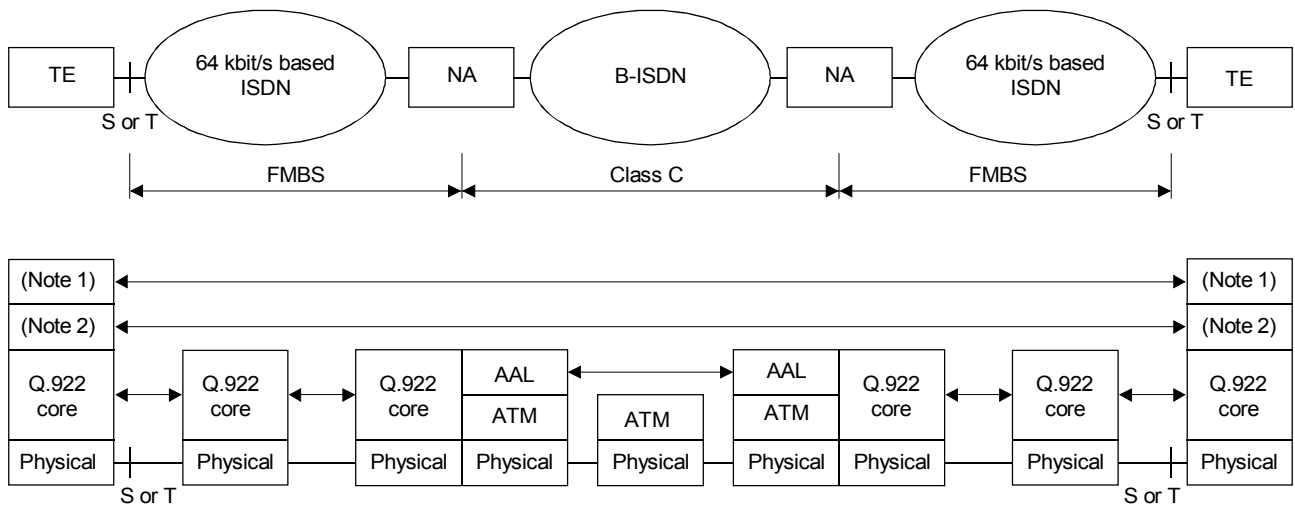 TE
64 kbit/s based
ISDN
NA
B-ISDN
NA
64 kbit/s based
ISDN
TE
S or T
S or T
FMBS
Class C
FMBS
(Note 1)
(Note 1)
(Note 2)
(Note 2)
Q.922
core
Q.922
core
Q.922
core
AAL
ATM
ATM
AAL
ATM
Q.922
core
Q.922
core
Q.922
core
Physical
Physical
Physical
Physical
Physical
Physical
Physical
Physical
Physical
S or T
S or T